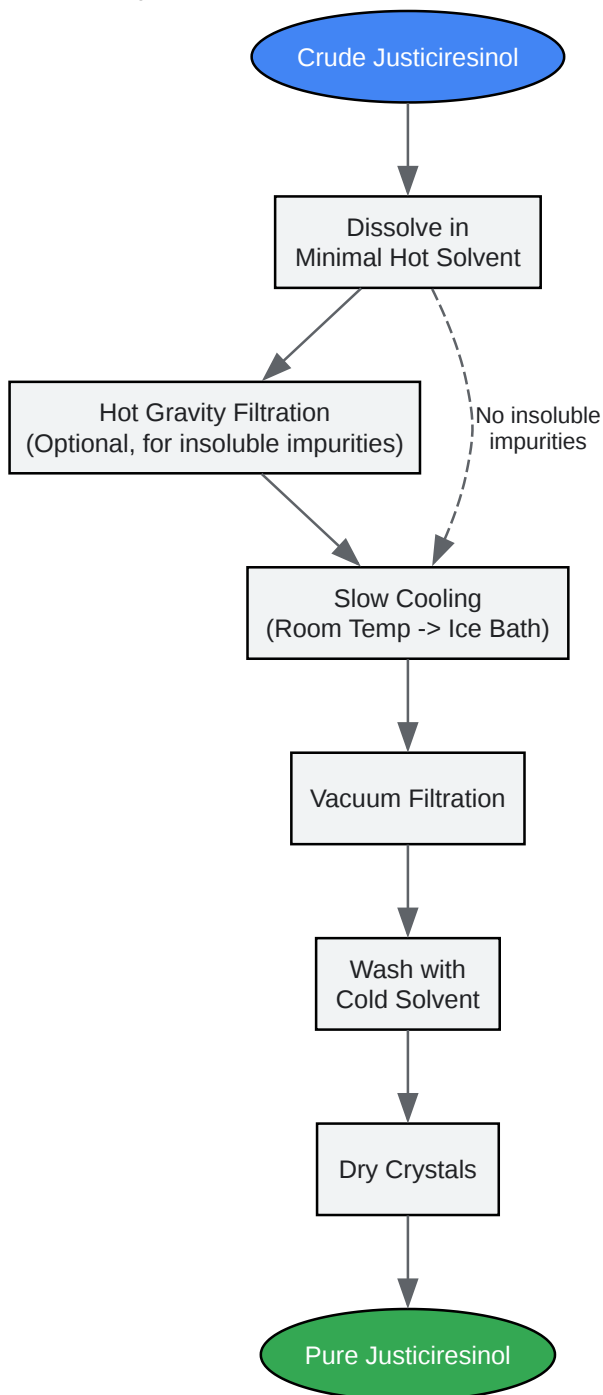 Crude Justiciresinol
Dissolve in
Minimal Hot Solvent
Hot Gravity Filtration
(Optional, for insoluble impurities)
No insoluble
impurities
Slow Cooling
(Room Temp -> Ice Bath)
Vacuum Filtration
Wash with
Cold Solvent
Dry Crystals
Pure Justiciresinol